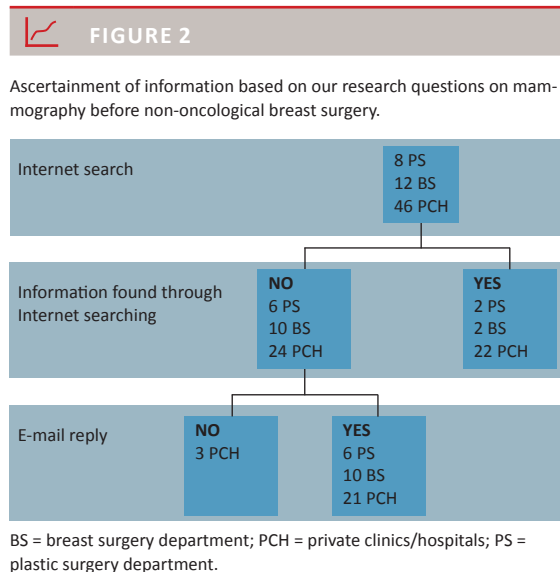 FIGURE 2
Ascertainment of information based on our research questions on mam-
mography before non-oncological breast surgery.
Internet search
8 PS
12 BS
46 PCH
Information found through
Internet searching
NO
6 PS
10 BS
24 PCH
YES
2 PS
2 BS
22 PCH
E-mail reply
NO
3 PCH
YES
6 PS
10 BS
21 PCH
BS = breast surgery department; PCH = private clinics/hospitals; PS =
plastic surgery department.